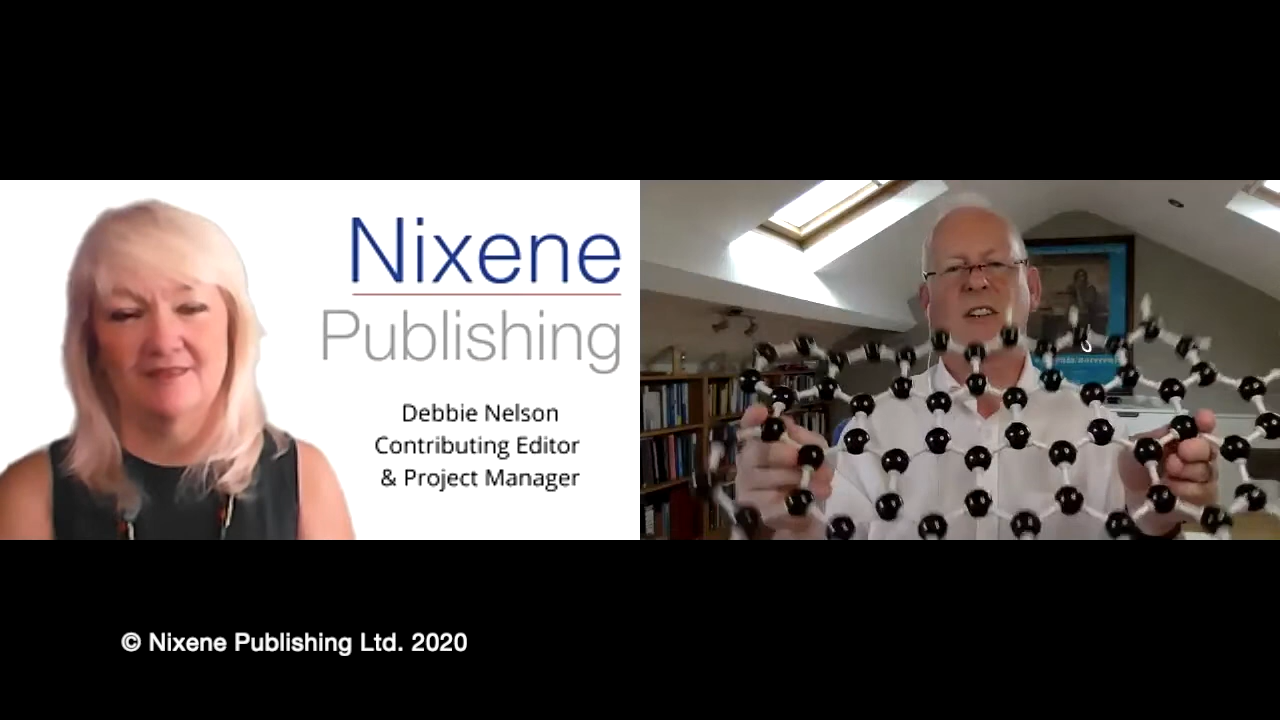 Nixene
Publishing
Debbie Nelson
Contributing Editor
& Project Manager
© Nixene Publishing Ltd. 2020